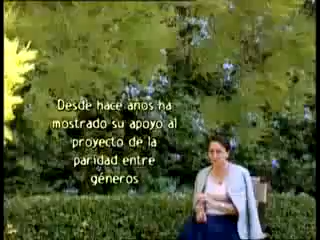 Desde hace años ha
mostrado su apoyo al
proyecto de la
paridad entre
géneros